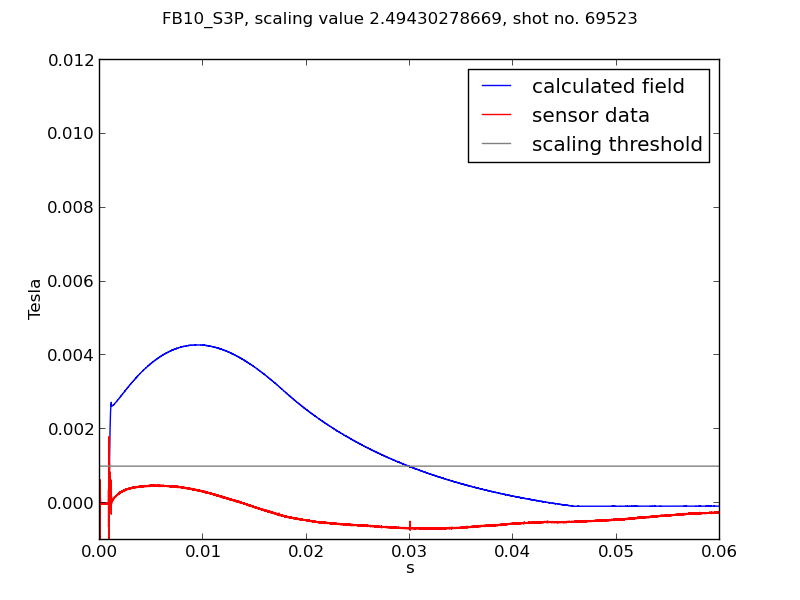 FB10_S3P, scaling value 2.49430278669, shot no. 69523
calculated field
sensor data
scaling threshold
0.012
0.010
0.008
0.006
0.004
0.002
0.000
Tesla
0.00 0.01 0.02 0.03 0.04 0.05 0.06
s